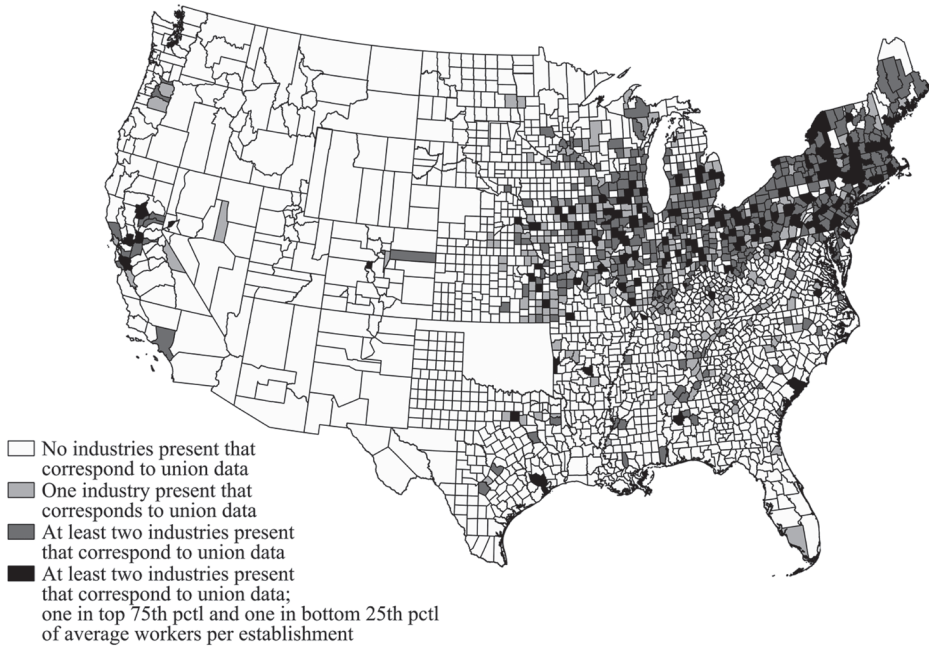 No industries present that
correspond to union data
One industry present that
corresponds to union data
At least two industries present
that correspond to union data
At least two industries present
that correspond to union data;
one in top 75th pctl and one in bottom 25th pctl
of average workers per establishment